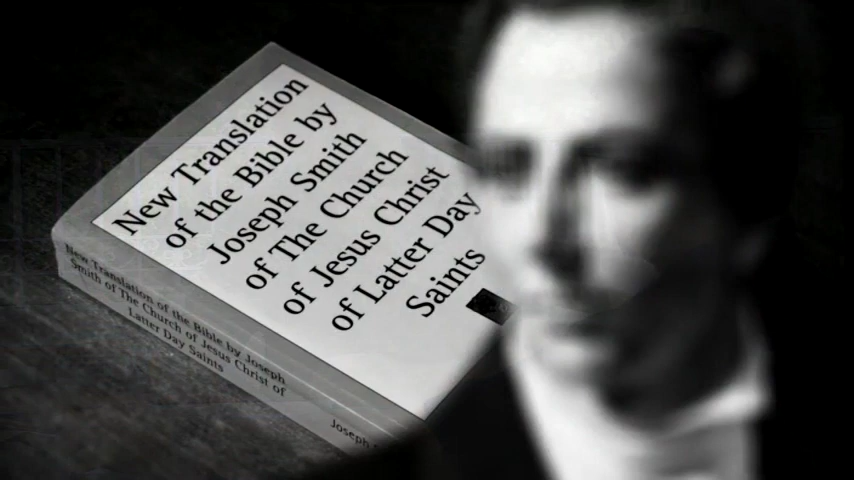 New Translation
of the Bible by
Joseph Smith
of The Church
of Jesus Christ
of Latter Day
Saints
New Translation of the Bible by Joseph
Smith of The Church of Jesus Christ of
Latter Day Saints
Joseph